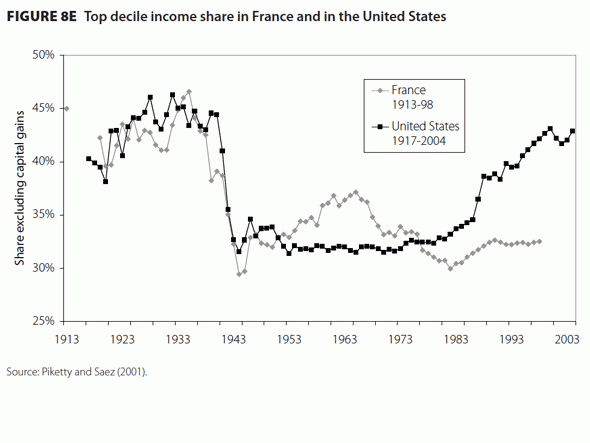 FIGURE 8E Top decile income share in France and in the United States
50%
45%
40%
35%
30%
25%
Share excluding capital gains
France
1913-98
United States
1917-2004
1913 1923 1933 1943 1953 1963 1973 1983 1993 2003
Source: Piketty and Saez (2001).